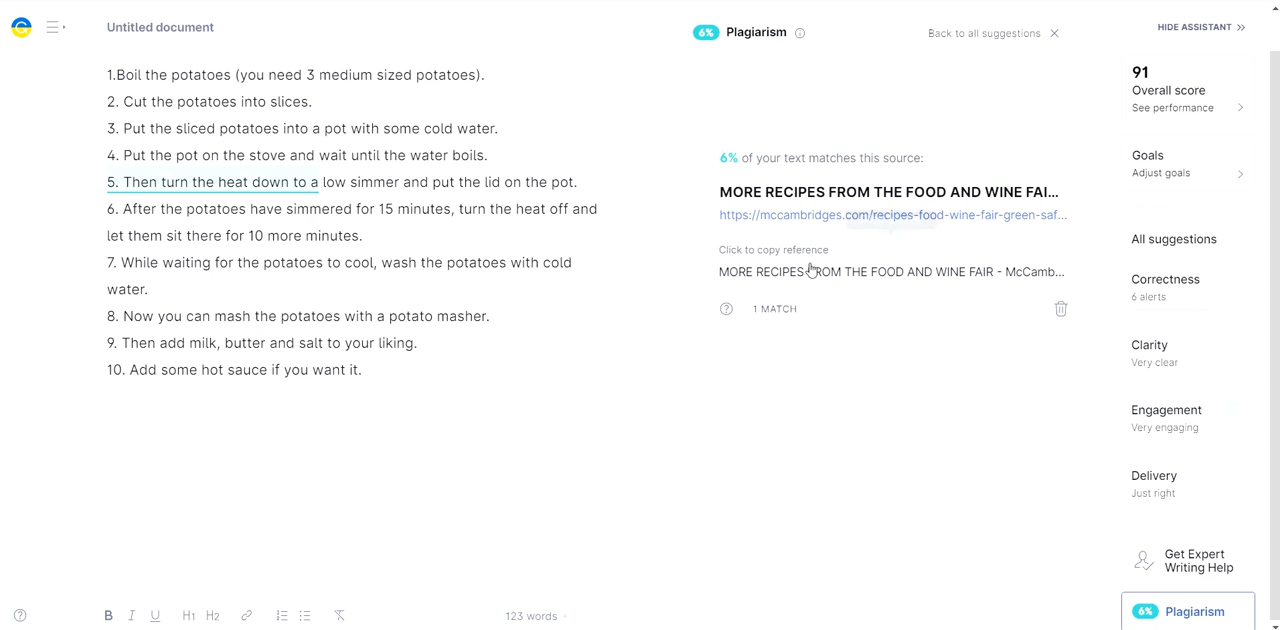 Untitled document
6% Plagiarism
Back to all suggestions
HIDE ASSISTANT
1.Boil the potatoes (you need 3 medium sized potatoes).
2. Cut the potatoes into slices.
3. Put the sliced potatoes into a pot with some cold water.
4. Put the pot on the stove and wait until the water boils.
5. Then turn the heat down to a low simmer and put the lid on the pot.
6. After the potatoes have simmered for 15 minutes, turn the heat off and
let them sit there for 10 more minutes.
7. While waiting for the potatoes to cool, wash the potatoes with cold
water.
8. Now you can mash the potatoes with a potato masher.
9. Then add milk, butter and salt to your liking.
10. Add some hot sauce if you want it.
6% of your text matches this source:
MORE RECIPES FROM THE FOOD AND WINE FAI...
https://mccambridges.com/recipes-food-wine-fair-green-saf...
Click to copy reference
MORE RECIPES FROM THE FOOD AND WINE FAIR - McCamb...
1 MATCH
91
Overall score
See performance
Goals
Adjust goals
All suggestions
Correctness
6 alerts
Clarity
Very clear
Engagement
Very engaging
Delivery
Just right
Get Expert
Writing Help
6% Plagiarism
B I U H1 H2
123 words